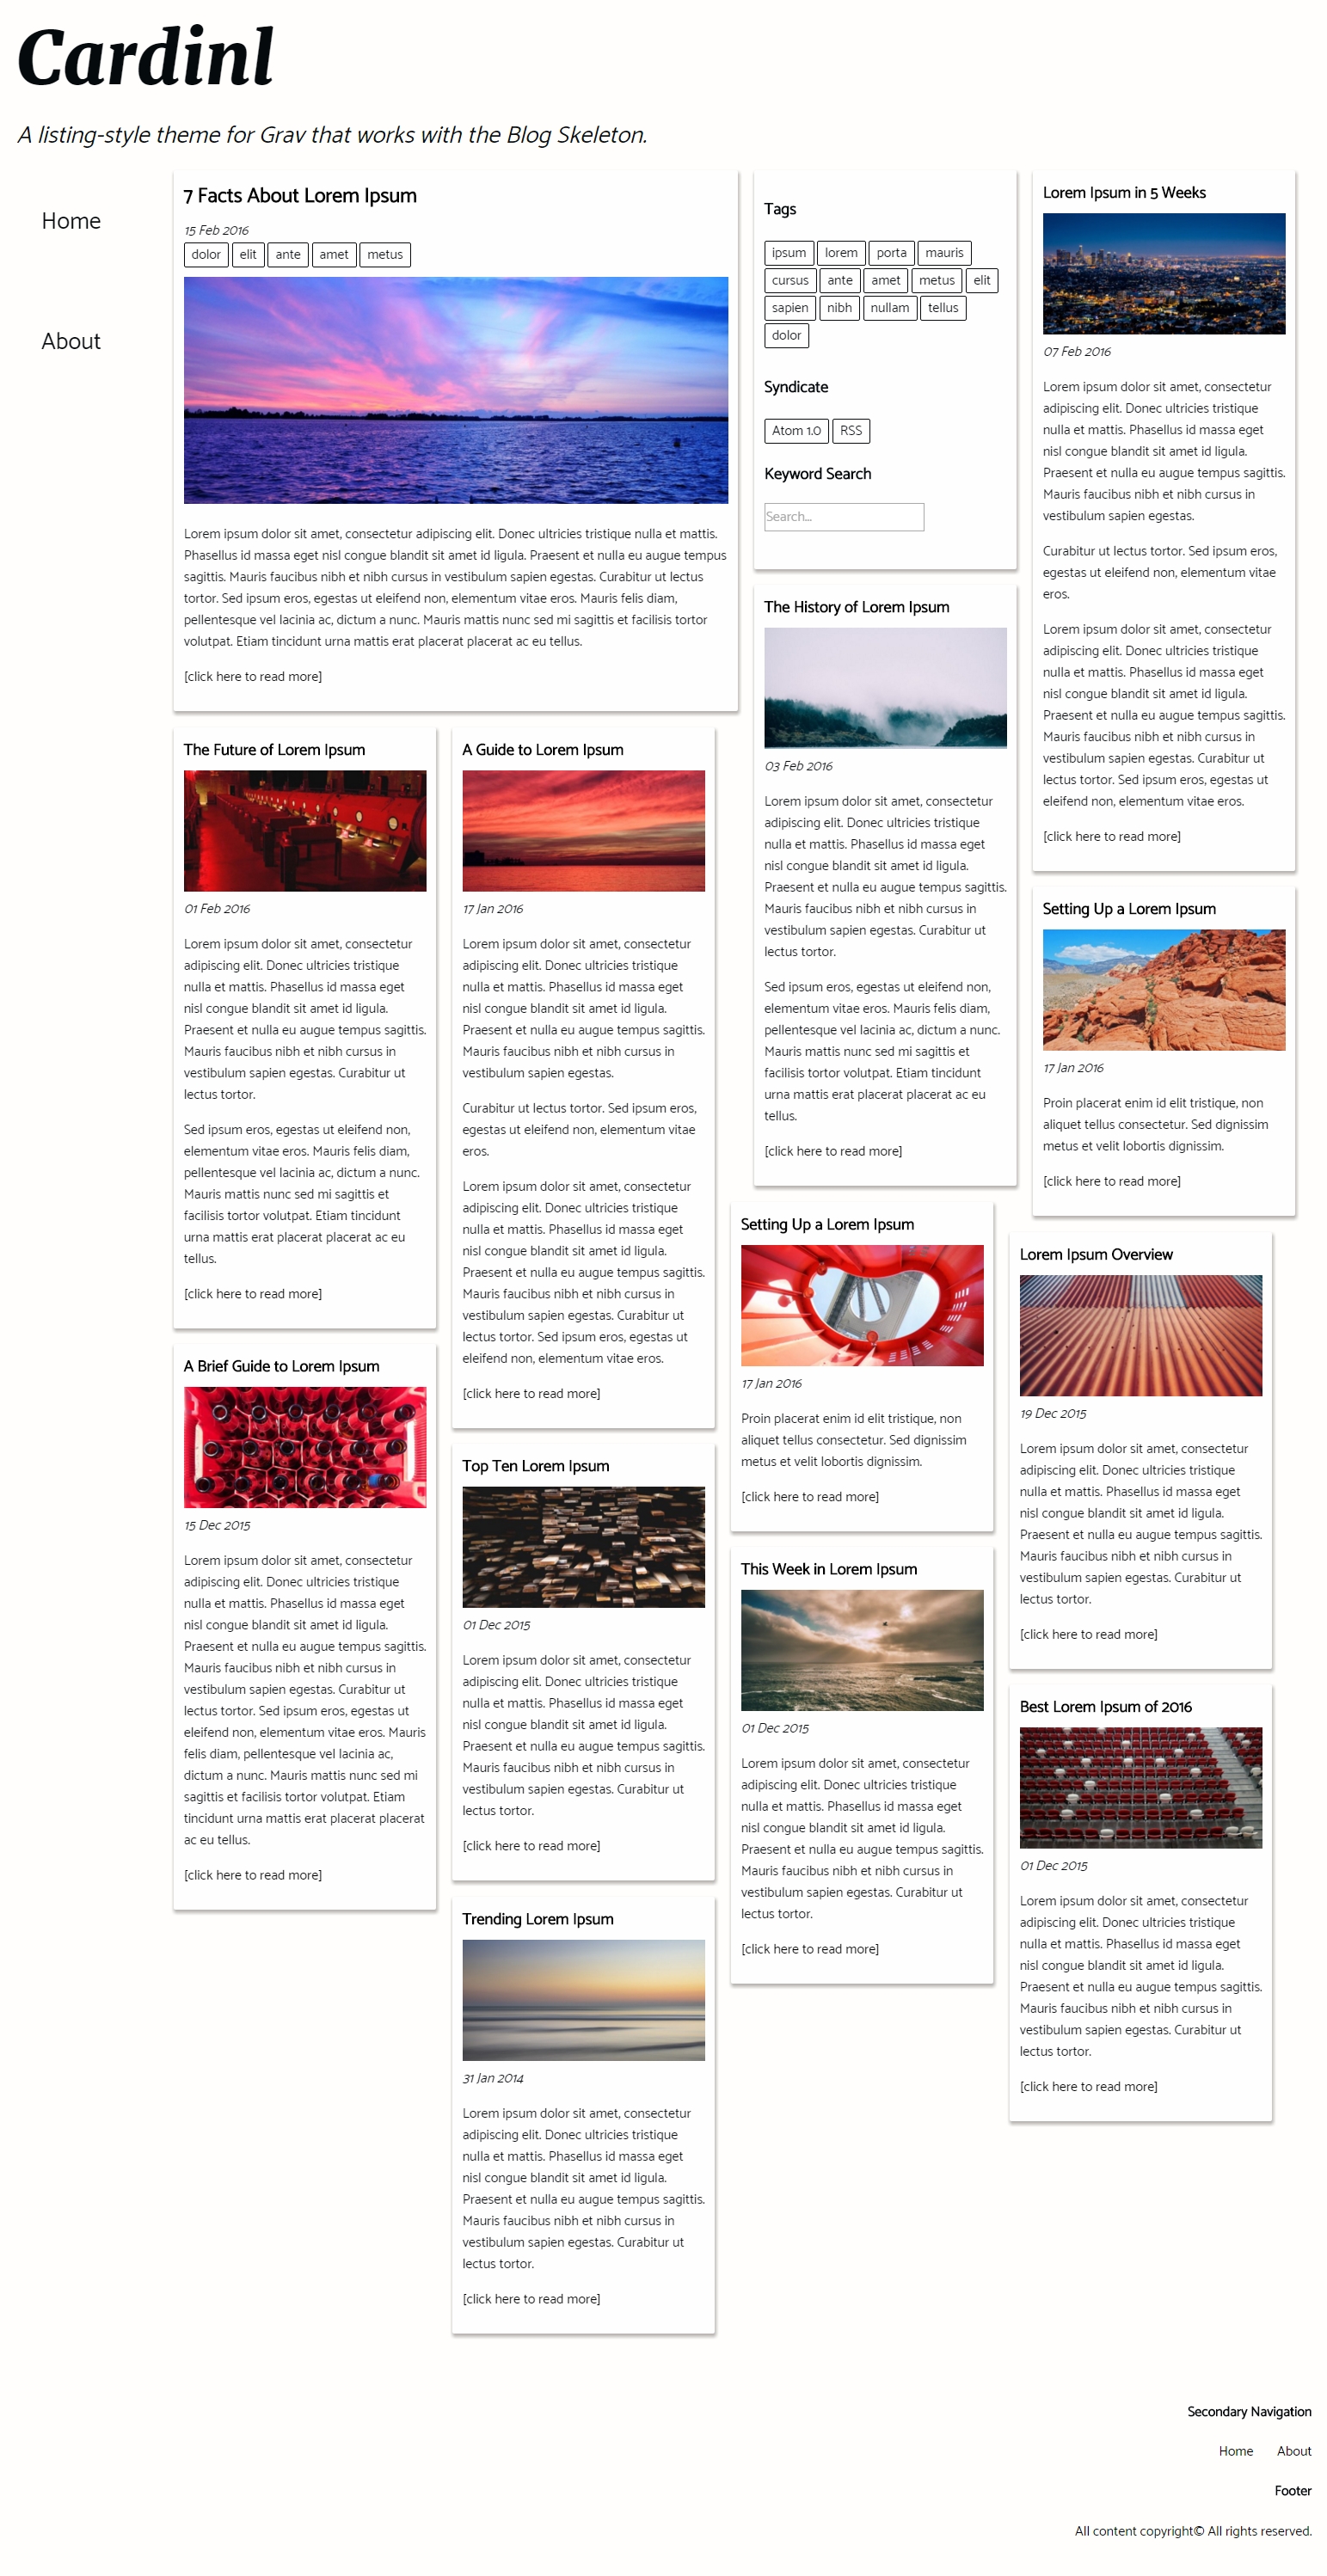 Cardinl
A listing-style theme for Grav that works with the Blog Skeleton.
Home
About
7 Facts About Lorem Ipsum
15 Feb 2016
dolor elit ante amet metus
Lorem ipsum dolor sit amet, consectetur adipiscing elit. Donec ultricies tristique nulla et mattis.
Phasellus id massa eget nisl congue blandit sit amet id ligula. Praesent et nulla eu augue tempus
sagittis. Mauris faucibus nibh et nibh cursus in vestibulum sapien egestas. Curabitur ut lectus
tortor. Sed ipsum eros, egestas ut eleifend non, elementum vitae eros. Mauris felis diam,
pellentesque vel lacinia ac, dictum a nunc. Mauris mattis nunc sed mi sagittis et facilisis tortor
volutpat. Etiam tincidunt urna mattis erat placerat placerat ac eu tellus.
[click here to read more]
Tags
ipsum lorem porta mauris
cursus ante amet metus elit
sapien nibh nullam tellus
dolor
Syndicate
Atom 1.0 RSS
Keyword Search
Search...
Lorem Ipsum in 5 Weeks
07 Feb 2016
Lorem ipsum dolor sit amet, consectetur
adipiscing elit. Donec ultricies tristique
nulla et mattis. Phasellus id massa eget
nisl congue blandit sit amet id ligula.
Praesent et nulla eu augue tempus sagittis.
Mauris faucibus nibh et nibh cursus in
vestibulum sapien egestas.
Curabitur ut lectus tortor. Sed ipsum eros,
egestas ut eleifend non, elementum vitae
eros.
Lorem ipsum dolor sit amet, consectetur
adipiscing elit. Donec ultricies tristique
nulla et mattis. Phasellus id massa eget
nisl congue blandit sit amet id ligula.
Praesent et nulla eu augue tempus sagittis.
Mauris faucibus nibh et nibh cursus in
vestibulum sapien egestas. Curabitur ut
lectus tortor. Sed ipsum eros, egestas ut
eleifend non, elementum vitae eros.
[click here to read more]
The History of Lorem Ipsum
03 Feb 2016
Lorem ipsum dolor sit amet, consectetur
adipiscing elit. Donec ultricies tristique
nulla et mattis. Phasellus id massa eget
nisl congue blandit sit amet id ligula.
Praesent et nulla eu augue tempus sagittis.
Mauris faucibus nibh et nibh cursus in
vestibulum sapien egestas. Curabitur ut
lectus tortor.
Sed ipsum eros, egestas ut eleifend non,
elementum vitae eros. Mauris felis diam,
pellentesque vel lacinia ac, dictum a nunc.
Mauris mattis nunc sed mi sagittis et
facilisis tortor volutpat. Etiam tincidunt
urna mattis erat placerat placerat ac eu
tellus.
[click here to read more]
The Future of Lorem Ipsum
01 Feb 2016
Lorem ipsum dolor sit amet, consectetur
adipiscing elit. Donec ultricies tristique
nulla et mattis. Phasellus id massa eget
nisl congue blandit sit amet id ligula.
Praesent et nulla eu augue tempus sagittis.
Mauris faucibus nibh et nibh cursus in
vestibulum sapien egestas. Curabitur ut
lectus tortor.
Sed ipsum eros, egestas ut eleifend non,
elementum vitae eros. Mauris felis diam,
pellentesque vel lacinia ac, dictum a nunc.
Mauris mattis nunc sed mi sagittis et
facilisis tortor volutpat. Etiam tincidunt
urna mattis erat placerat placerat ac eu
tellus.
[click here to read more]
A Guide to Lorem Ipsum
17 Jan 2016
Lorem ipsum dolor sit amet, consectetur
adipiscing elit. Donec ultricies tristique
nulla et mattis. Phasellus id massa eget
nisl congue blandit sit amet id ligula.
Praesent et nulla eu augue tempus sagittis.
Mauris faucibus nibh et nibh cursus in
vestibulum sapien egestas.
Curabitur ut lectus tortor. Sed ipsum eros,
egestas ut eleifend non, elementum vitae
eros.
Lorem ipsum dolor sit amet, consectetur
adipiscing elit. Donec ultricies tristique
nulla et mattis. Phasellus id massa eget
nisl congue blandit sit amet id ligula.
Praesent et nulla eu augue tempus sagittis.
Mauris faucibus nibh et nibh cursus in
vestibulum sapien egestas. Curabitur ut
lectus tortor. Sed ipsum eros, egestas ut
eleifend non, elementum vitae eros.
[click here to read more]
Setting Up a Lorem Ipsum
17 Jan 2016
Proin placerat enim id elit tristique, non
aliquet tellus consectetur. Sed dignissim
metus et velit lobortis dignissim.
[click here to read more]
Setting Up a Lorem Ipsum
17 Jan 2016
Proin placerat enim id elit tristique, non
aliquet tellus consectetur. Sed dignissim
metus et velit lobortis dignissim.
[click here to read more]
Lorem Ipsum Overview
19 Dec 2015
Lorem ipsum dolor sit amet, consectetur
adipiscing elit. Donec ultricies tristique
nulla et mattis. Phasellus id massa eget
nisl congue blandit sit amet id ligula.
Praesent et nulla eu augue tempus sagittis.
Mauris faucibus nibh et nibh cursus in
vestibulum sapien egestas. Curabitur ut
lectus tortor.
[click here to read more]
A Brief Guide to Lorem Ipsum
15 Dec 2015
Lorem ipsum dolor sit amet, consectetur
adipiscing elit. Donec ultricies tristique
nulla et mattis. Phasellus id massa eget
nisl congue blandit sit amet id ligula.
Praesent et nulla eu augue tempus sagittis.
Mauris faucibus nibh et nibh cursus in
vestibulum sapien egestas. Curabitur ut
lectus tortor. Sed ipsum eros, egestas ut
eleifend non, elementum vitae eros. Mauris
felis diam, pellentesque vel lacinia ac,
dictum a nunc. Mauris mattis nunc sed mi
sagittis et facilisis tortor volutpat. Etiam
tincidunt urna mattis erat placerat placerat
ac eu tellus.
[click here to read more]
Top Ten Lorem Ipsum
01 Dec 2015
Lorem ipsum dolor sit amet, consectetur
adipiscing elit. Donec ultricies tristique
nulla et mattis. Phasellus id massa eget
nisl congue blandit sit amet id ligula.
Praesent et nulla eu augue tempus sagittis.
Mauris faucibus nibh et nibh cursus in
vestibulum sapien egestas. Curabitur ut
lectus tortor.
[click here to read more]
This Week in Lorem Ipsum
01 Dec 2015
Lorem ipsum dolor sit amet, consectetur
adipiscing elit. Donec ultricies tristique
nulla et mattis. Phasellus id massa eget
nisl congue blandit sit amet id ligula.
Praesent et nulla eu augue tempus sagittis.
Mauris faucibus nibh et nibh cursus in
vestibulum sapien egestas. Curabitur ut
lectus tortor.
[click here to read more]
Best Lorem Ipsum of 2016
01 Dec 2015
Lorem ipsum dolor sit amet, consectetur
adipiscing elit. Donec ultricies tristique
nulla et mattis. Phasellus id massa eget
nisl congue blandit sit amet id ligula.
Praesent et nulla eu augue tempus sagittis.
Mauris faucibus nibh et nibh cursus in
vestibulum sapien egestas. Curabitur ut
lectus tortor.
[click here to read more]
Trending Lorem Ipsum
31 Jan 2014
Lorem ipsum dolor sit amet, consectetur
adipiscing elit. Donec ultricies tristique
nulla et mattis. Phasellus id massa eget
nisl congue blandit sit amet id ligula.
Praesent et nulla eu augue tempus sagittis.
Mauris faucibus nibh et nibh cursus in
vestibulum sapien egestas. Curabitur ut
lectus tortor.
[click here to read more]
Secondary Navigation
Home About
Footer
All content copyright© All rights reserved.